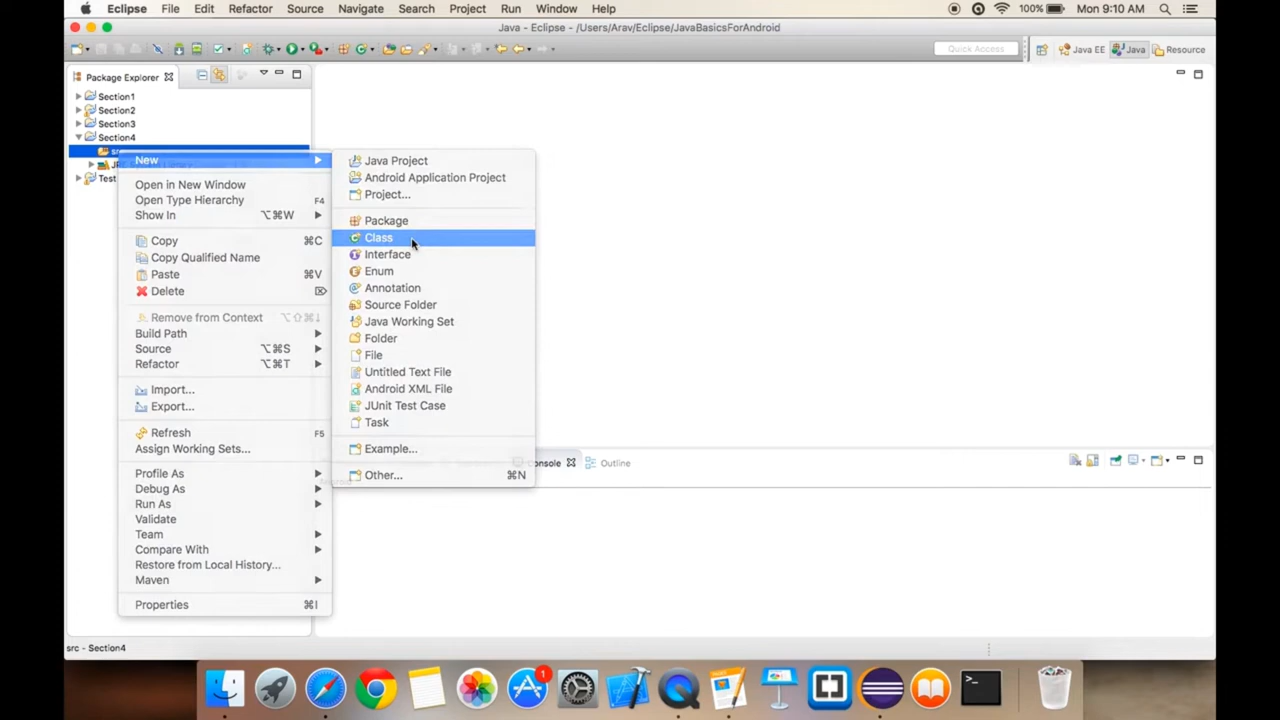 Eclipse File Edit Refactor Source Navigate Search Project Run Window Help 100% Mon 9:10 AM
Java - Eclipse - /Users/Arav/Eclipse/JavaBasicsForAndroid
Quick Access Java EE Java Resource
Package Explorer
Section1
Section2
Section3
Section4
Test
New
Open in New Window
Open Type Hierarchy F4
Show In ⌥⌘W
Copy ⌘C
Copy Qualified Name
Paste ⌘V
Delete ⌦
Remove from Context ⌥⇧⌘↓
Build Path
Source ⌥⌘S
Refactor ⌥⌘T
Import...
Export...
Refresh F5
Assign Working Sets...
Profile As
Debug As
Run As
Validate
Team
Compare With
Restore from Local History...
Maven
Properties ⌘I
Java Project
Android Application Project
Project...
Package
Class
Interface
Enum
Annotation
Source Folder
Java Working Set
Folder
File
Untitled Text File
Android XML File
JUnit Test Case
Task
Example...
Other... ⌘N
Console Outline
src - Section4
1